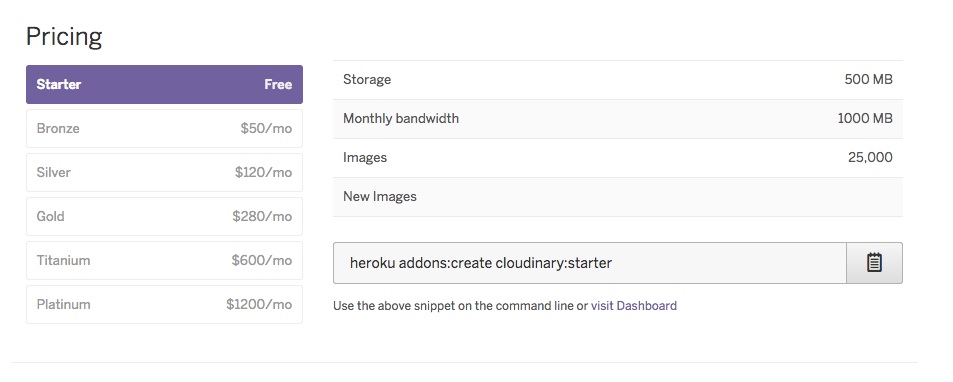 Pricing
Starter Free
Bronze $50/mo
Silver $120/mo
Gold $280/mo
Titanium $600/mo
Platinum $1200/mo
Storage 500 MB
Monthly bandwidth 1000 MB
Images 25,000
New Images
heroku addons:create cloudinary:starter
Use the above snippet on the command line or visit Dashboard